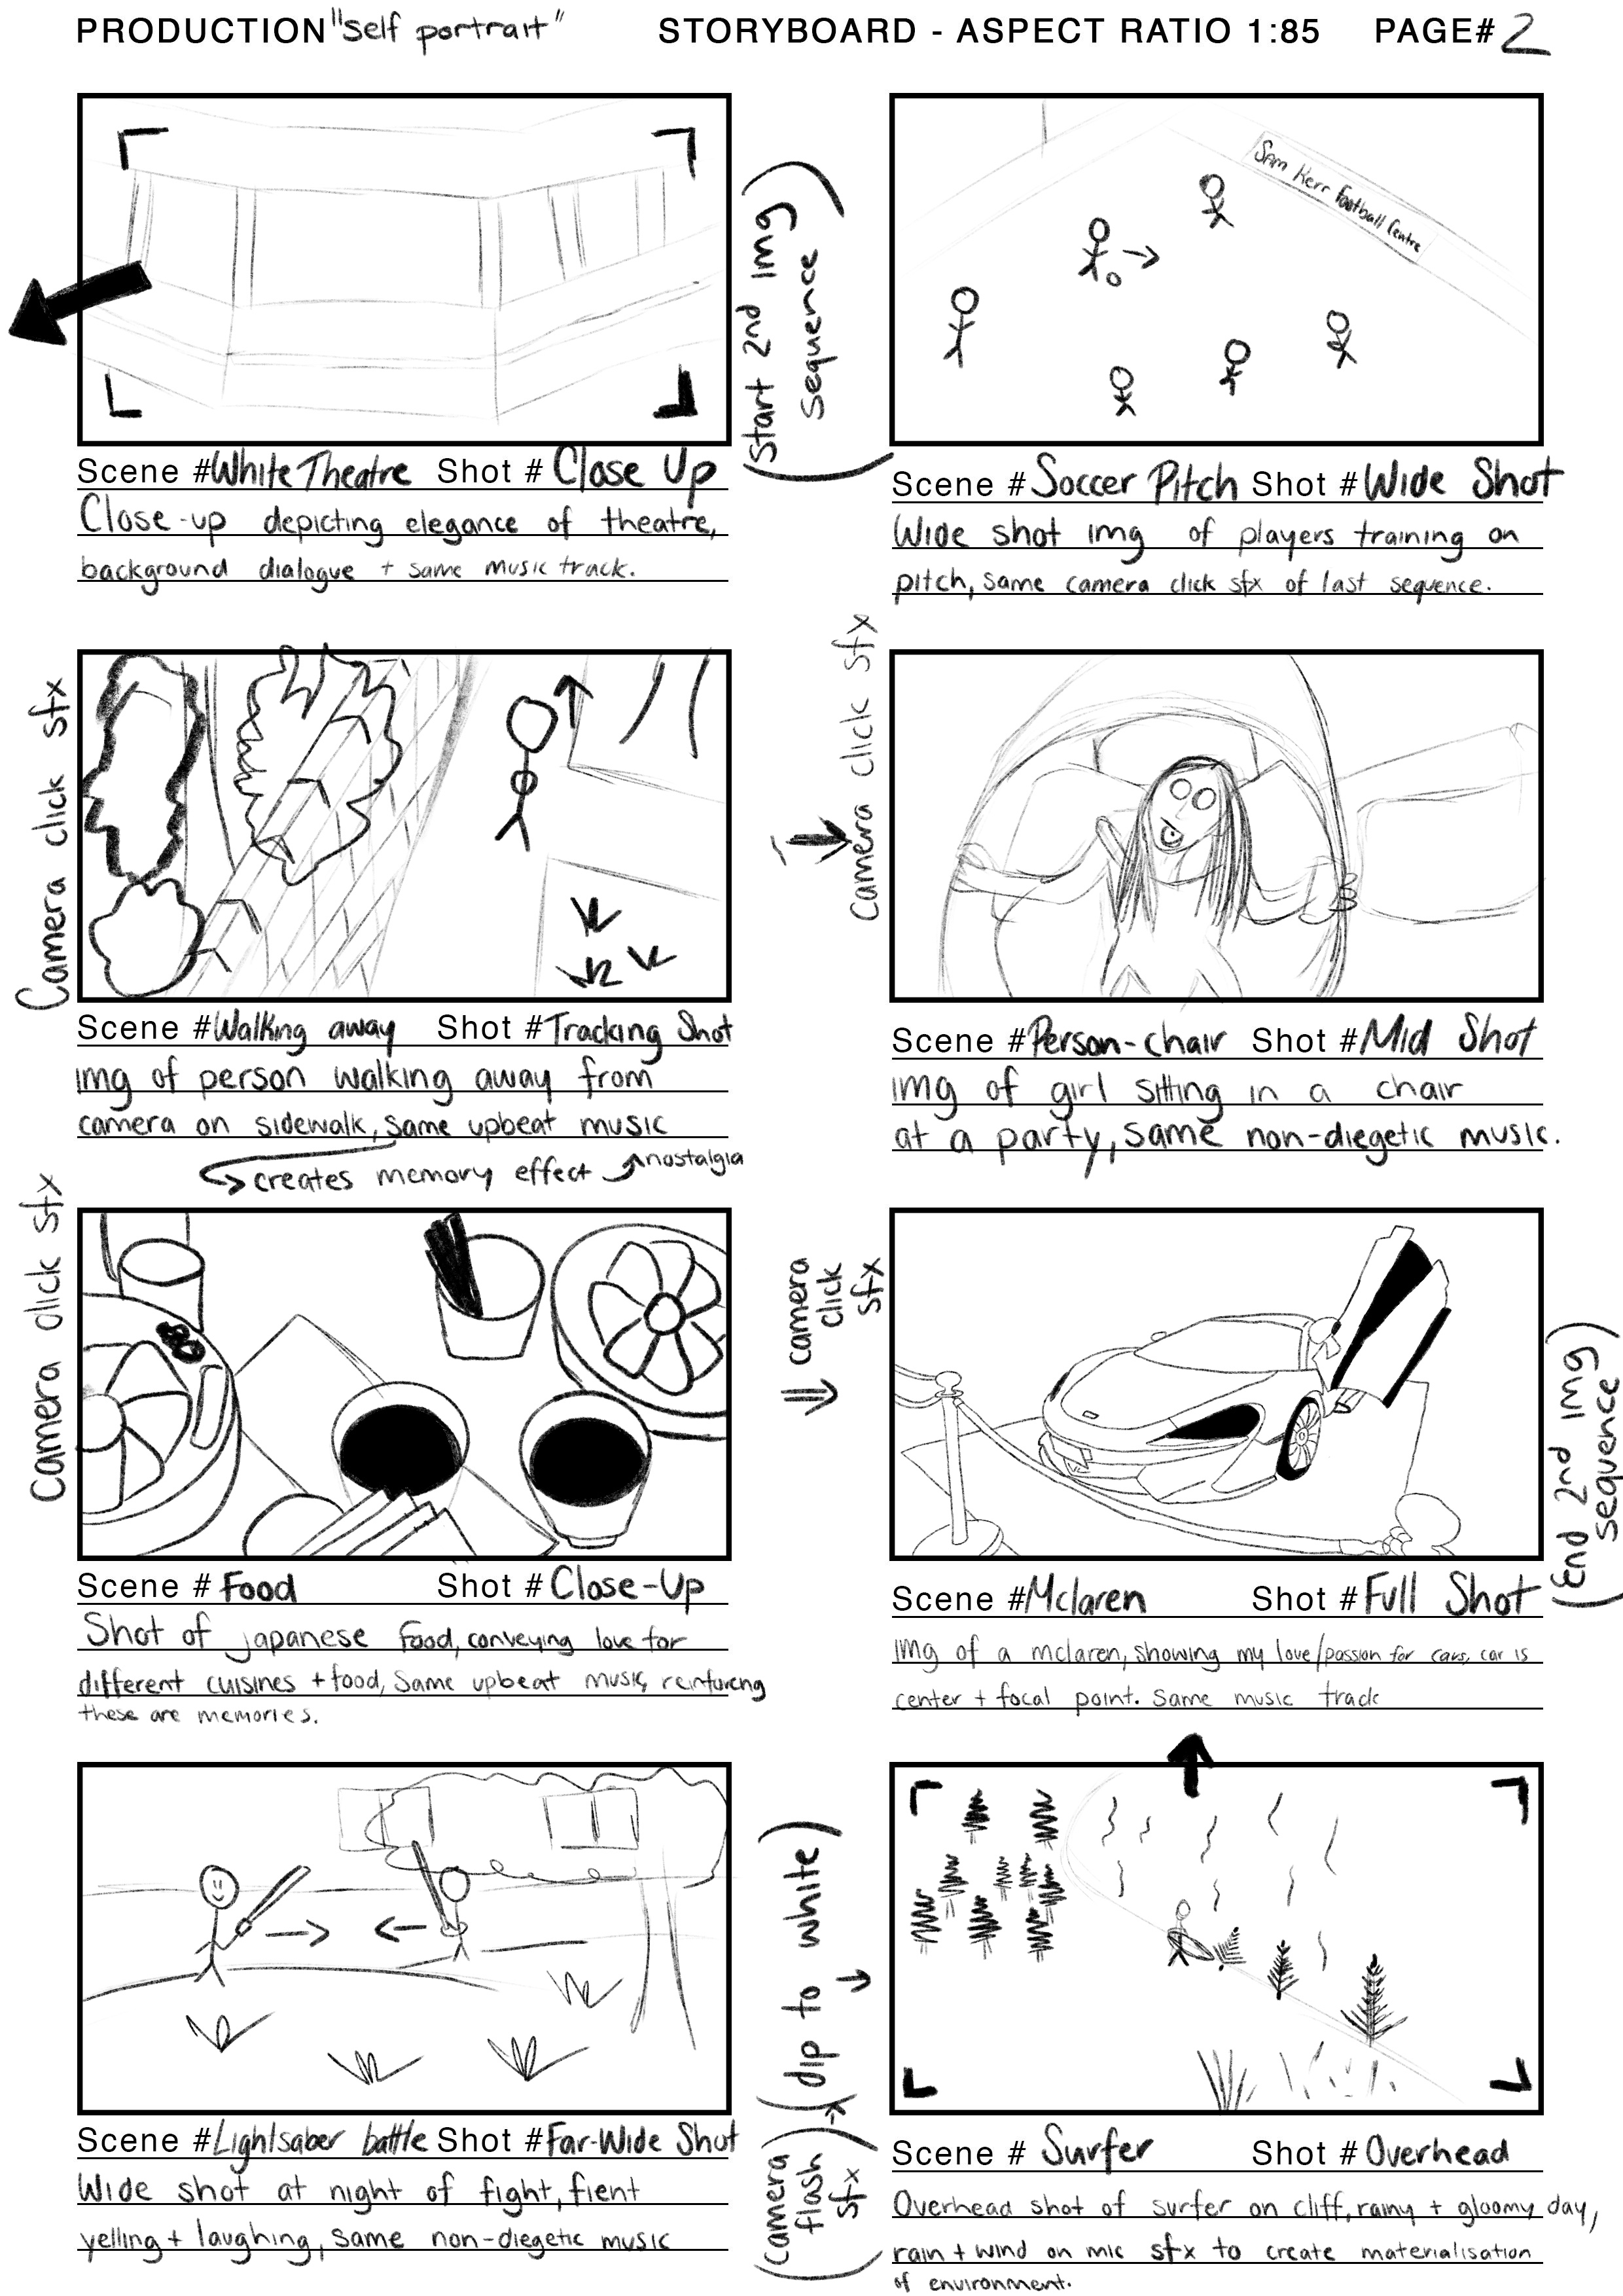 PRODUCTION "self portrait" STORYBOARD - ASPECT RATIO 1:85 PAGE# 2
Scene # White Theatre Shot # Close Up
Close-up depicting elegance of theatre,
background dialogue + same music track.
(Start 2nd img
sequence)
Sam Kerr Football Centre
Scene # Soccer Pitch Shot # Wide Shot
Wide shot img of players training on
pitch, same camera click sfx of last sequence.
Camera click sfx
Scene # Walking away Shot # Tracking Shot
img of person walking away from
camera on sidewalk, same upbeat music
creates memory effect nostalgia
Camera click sfx
Scene # Person-chair Shot # Mid Shot
img of girl sitting in a chair
at a party, same non-diegetic music.
Camera click sfx
Scene # Food Shot # Close-Up
Shot of japanese food, conveying love for
different cuisines + food, same upbeat music,
these are memories.
camera
click
sfx
Scene # Mclaren Shot # Full Shot
img of a mclaren, showing my love/passion for cars, car is
center + focal point. same music track
(End 2nd img
sequence)
Scene # Lightsaber battle Shot # Far-Wide Shot
Wide shot at night of fight, fient
yelling + laughing, same non-diegetic music
(camera
flash
sfx)
(dip to white)
Scene # Surfer Shot # Overhead
Overhead shot of surfer on cliff, rainy + gloomy day,
rain + wind on mic sfx to create materialisation
of environment.